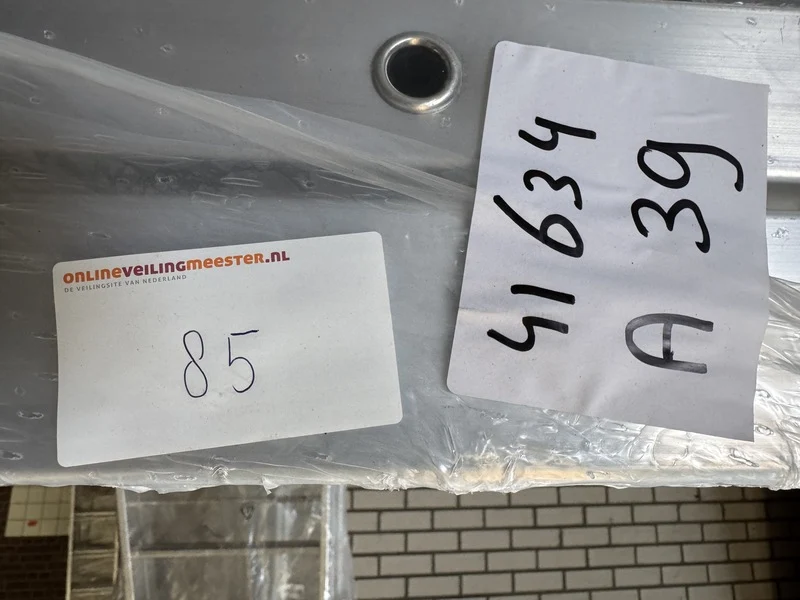 ONLINEVEILINGMEESTER.NL
DE VEILINGSITE VAN NEDERLAND
85
41634
A 39